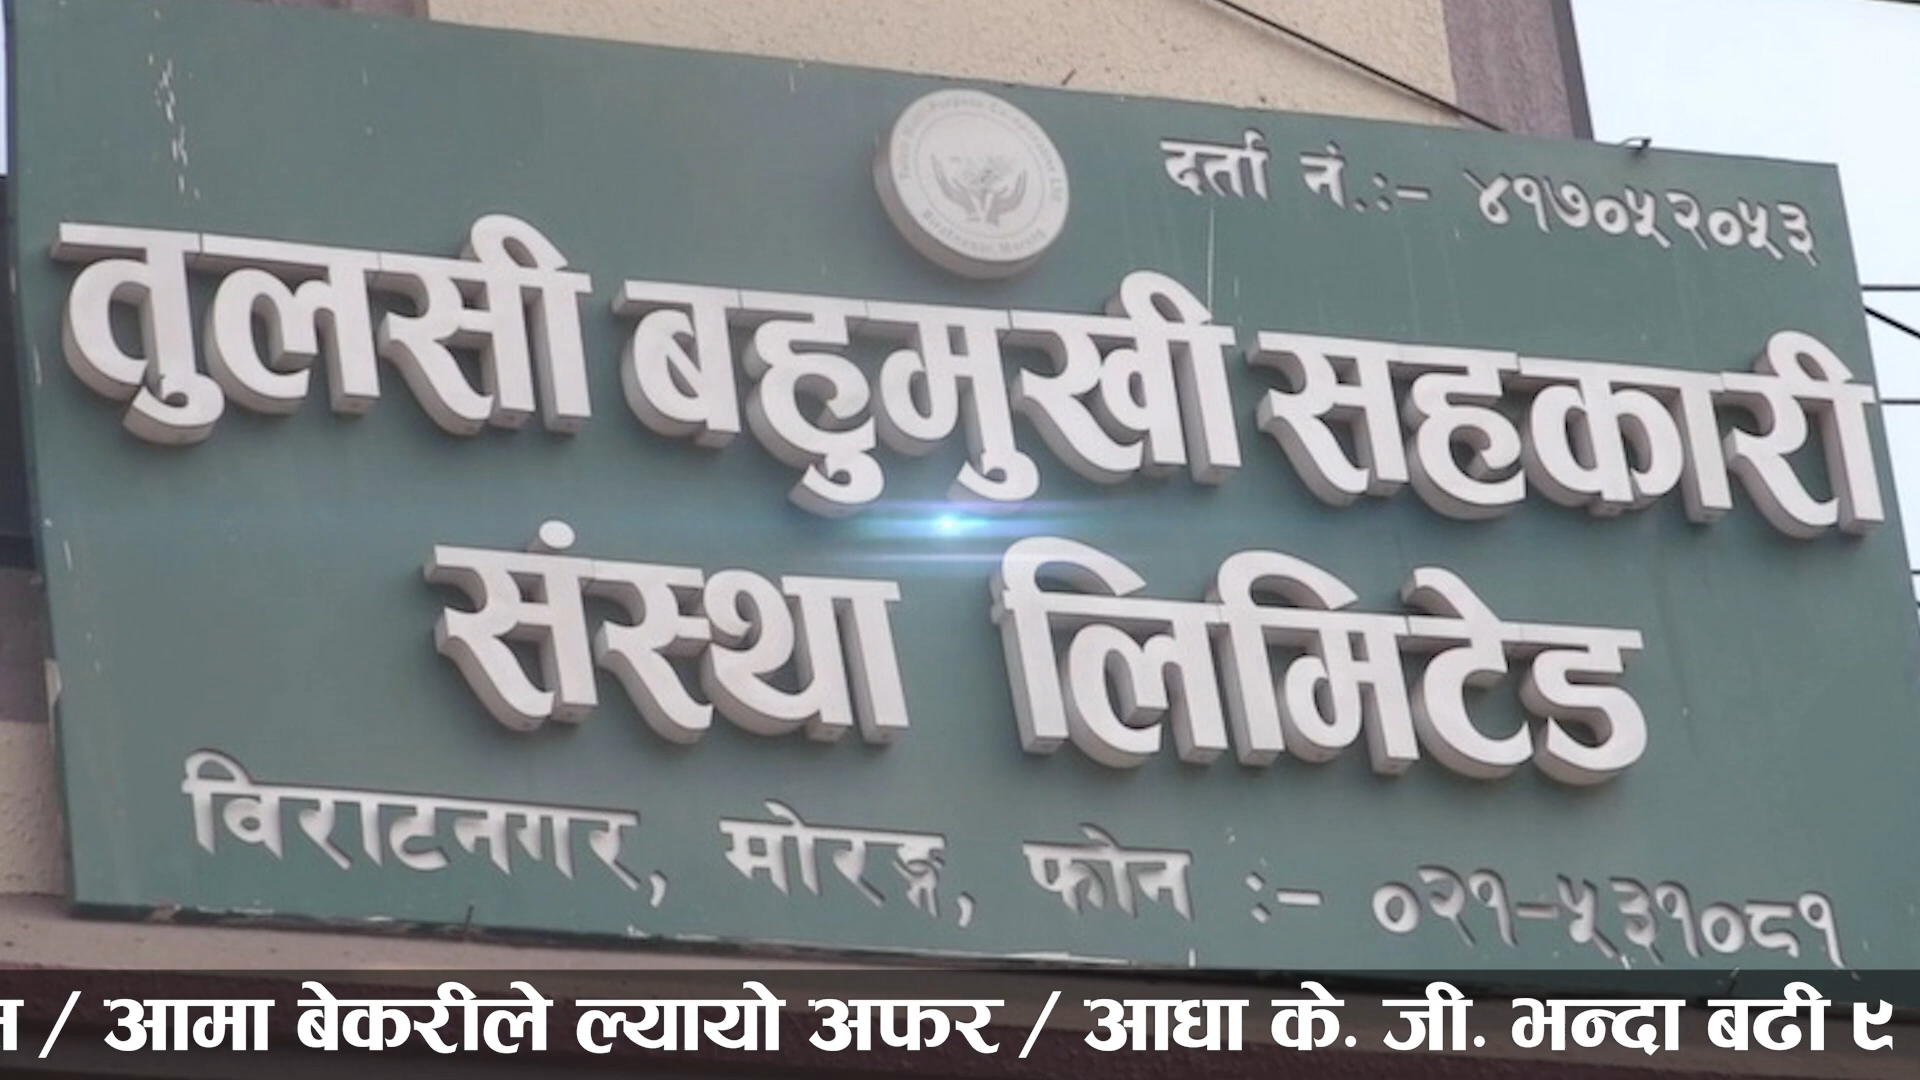 दर्ता नं.:- ४१७०५२०५३
तुलसी बहुमुखी सहकारी
संस्था लिमिटेड
विराटनगर, मोरङ्ग, फोन :- ०२१-५३१०८१
/ आमा बेकरीले ल्यायो अफर / आधा के. जी. भन्दा बढी ९